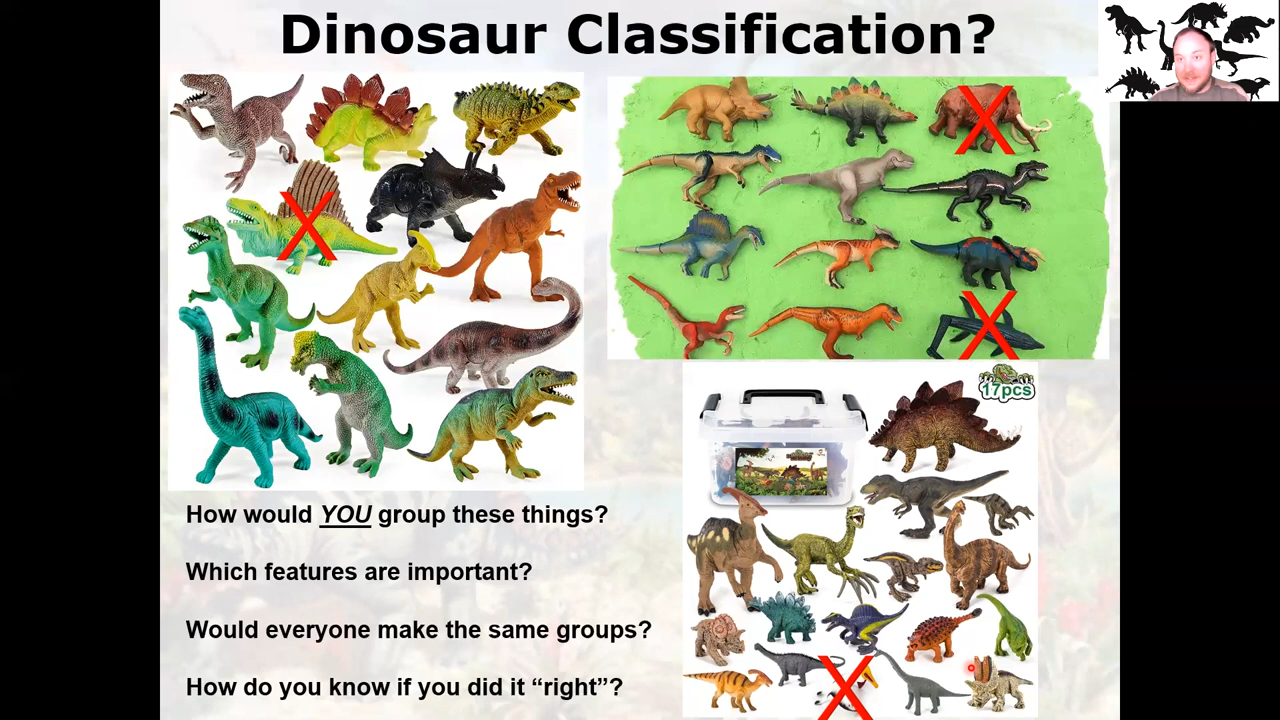 Dinosaur Classification?
17pcs
How would YOU group these things?
Which features are important?
Would everyone make the same groups?
How do you know if you did it “right”?